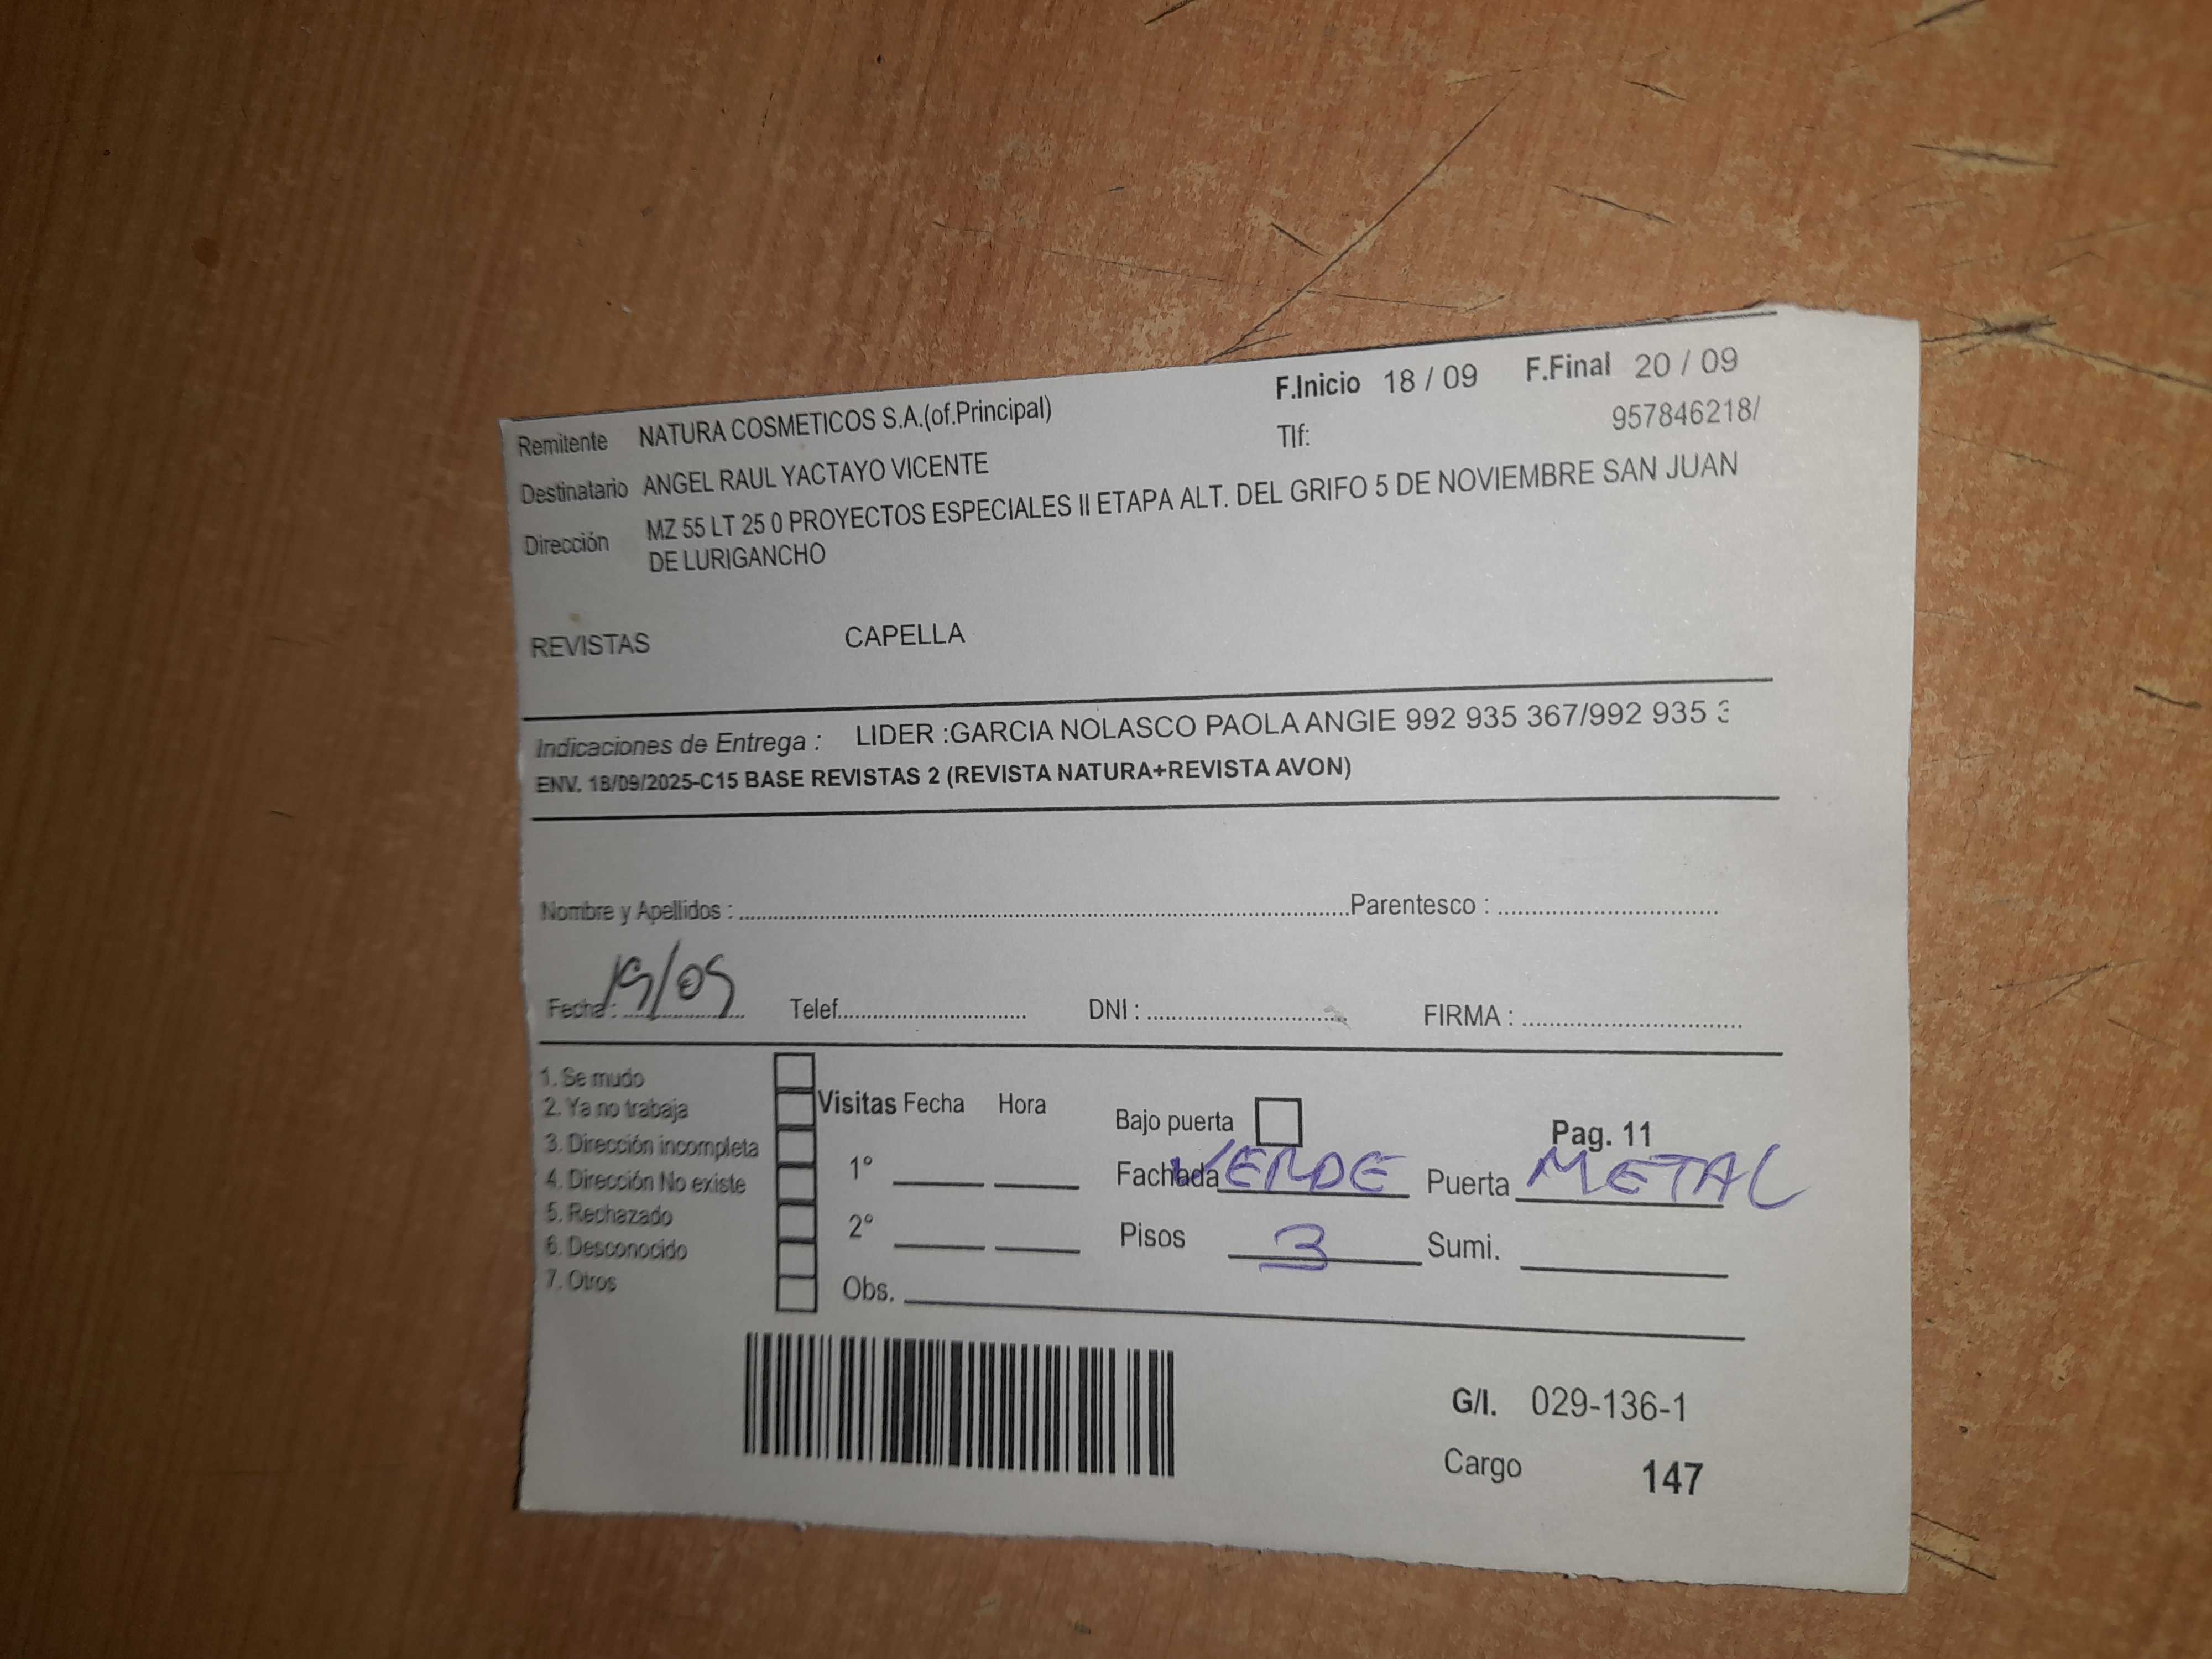 F.Inicio 18 / 09 F.Final 20 / 09
Remitente NATURA COSMETICOS S.A.(of.Principal) Tlf: 957846218/
Destinatario ANGEL RAUL YACTAYO VICENTE
Dirección MZ 55 LT 25 0 PROYECTOS ESPECIALES II ETAPA ALT. DEL GRIFO 5 DE NOVIEMBRE SAN JUAN
DE LURIGANCHO
REVISTAS CAPELLA
Indicaciones de Entrega : LIDER :GARCIA NOLASCO PAOLA ANGIE 992 935 367/992 935 3
ENV. 18/09/2025-C15 BASE REVISTAS 2 (REVISTA NATURA+REVISTA AVON)
Nombre y Apellidos : Parentesco :
Fecha : 19/09 Telef. DNI : FIRMA :
1. Se mudo
2. Ya no trabaja
3. Dirección incompleta
4. Dirección No existe
5. Rechazado
6. Desconocido
7. Otros
Visitas Fecha Hora
1°
2°
Obs.
Bajo puerta Pag. 11
Fachada VERDE Puerta METAL
Pisos 3 Sumi.
G/I. 029-136-1
Cargo 147